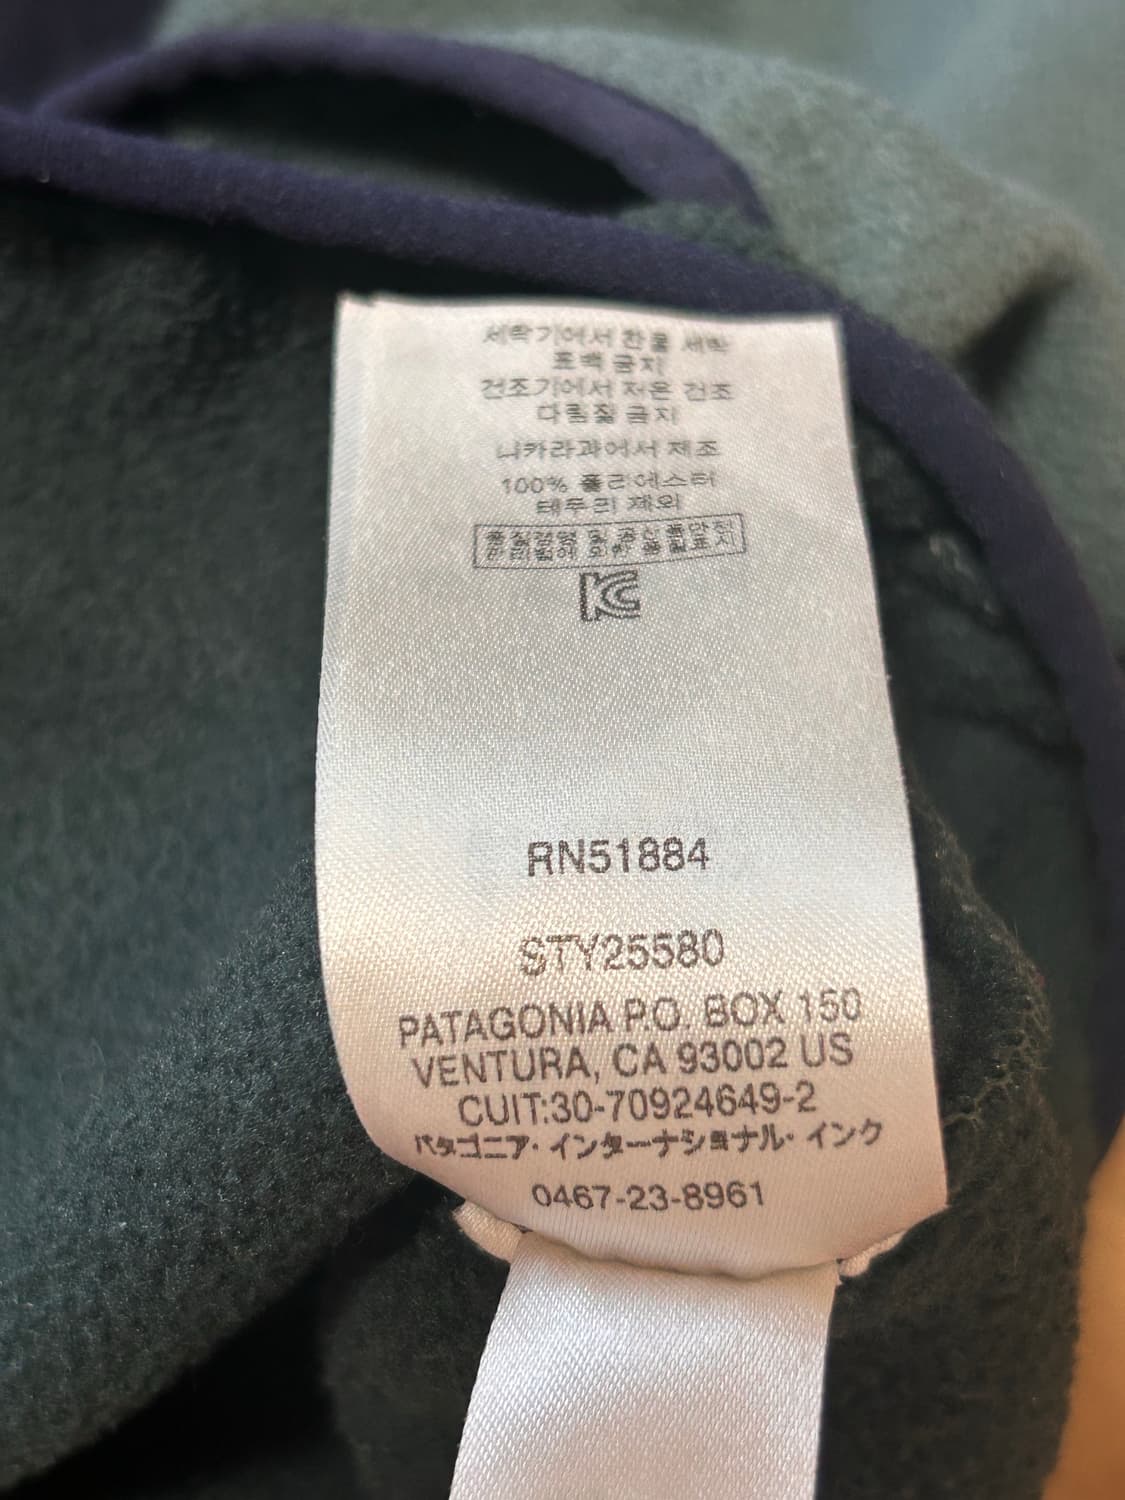 세탁기에서 찬물 세탁
표백 금지
건조기에서 저온 건조
다림질 금지
니카라과에서 제조
100% 폴리에스터
테두리 제외
KC
RN51884
STY25580
PATAGONIA P.O. BOX 150
VENTURA, CA 93002 US
CUIT:30-70924649-2
パタゴニア・インターナショナル・インク
0467-23-8961